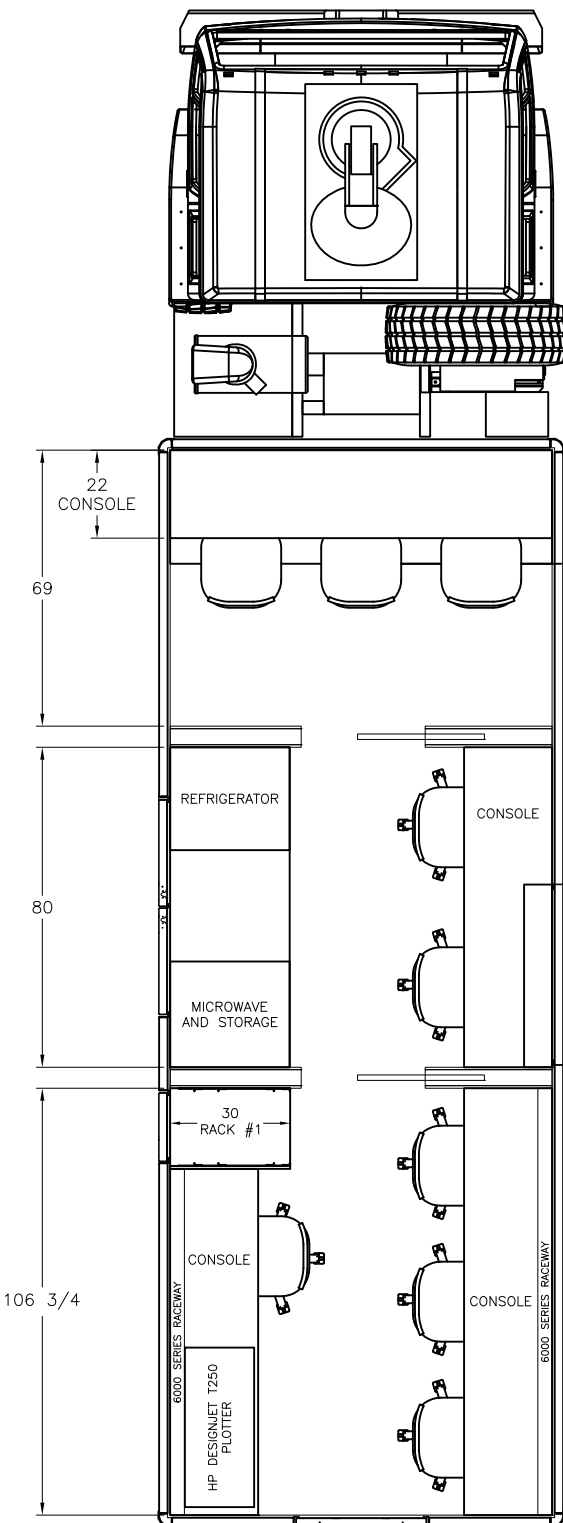 22
CONSOLE
69
REFRIGERATOR
CONSOLE
80
MICROWAVE
AND STORAGE
30
RACK #1
CONSOLE
6000 SERIES RACEWAY
CONSOLE
6000 SERIES RACEWAY
106 3/4
HP DESIGNJET T250
PLOTTER